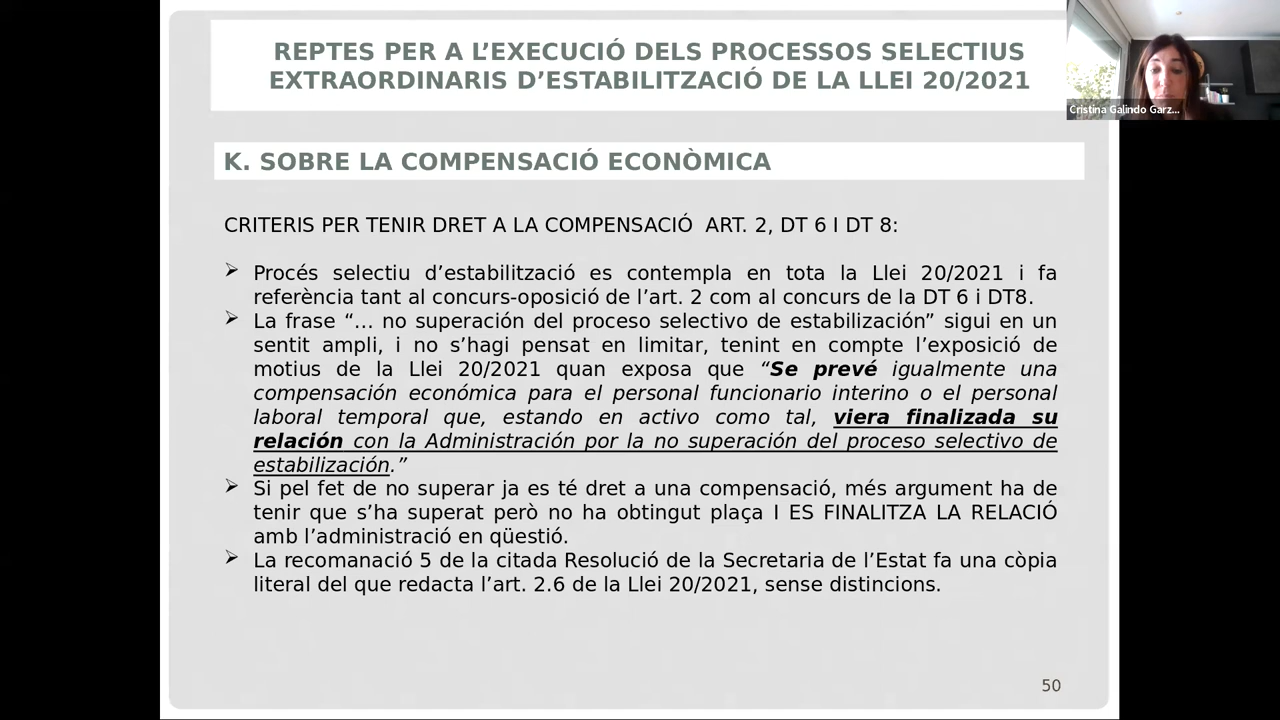 REPTES PER A L’EXECUCIÓ DELS PROCESSOS SELECTIUS
EXTRAORDINARIS D’ESTABILITZACIÓ DE LA LLEI 20/2021
Cristina Galindo Garz...
K. SOBRE LA COMPENSACIÓ ECONÒMICA
CRITERIS PER TENIR DRET A LA COMPENSACIÓ ART. 2, DT 6 I DT 8:
➢ Procés selectiu d’estabilització es contempla en tota la Llei 20/2021 i fa
referència tant al concurs-oposició de l’art. 2 com al concurs de la DT 6 i DT8.
➢ La frase “... no superación del proceso selectivo de estabilización” sigui en un
sentit ampli, i no s’hagi pensat en limitar, tenint en compte l’exposició de
motius de la Llei 20/2021 quan exposa que “Se prevé igualmente una
compensación económica para el personal funcionario interino o el personal
laboral temporal que, estando en activo como tal, viera finalizada su
relación con la Administración por la no superación del proceso selectivo de
estabilización.”
➢ Si pel fet de no superar ja es té dret a una compensació, més argument ha de
tenir que s’ha superat però no ha obtingut plaça I ES FINALITZA LA RELACIÓ
amb l’administració en qüestió.
➢ La recomanació 5 de la citada Resolució de la Secretaria de l’Estat fa una còpia
literal del que redacta l’art. 2.6 de la Llei 20/2021, sense distincions.
50